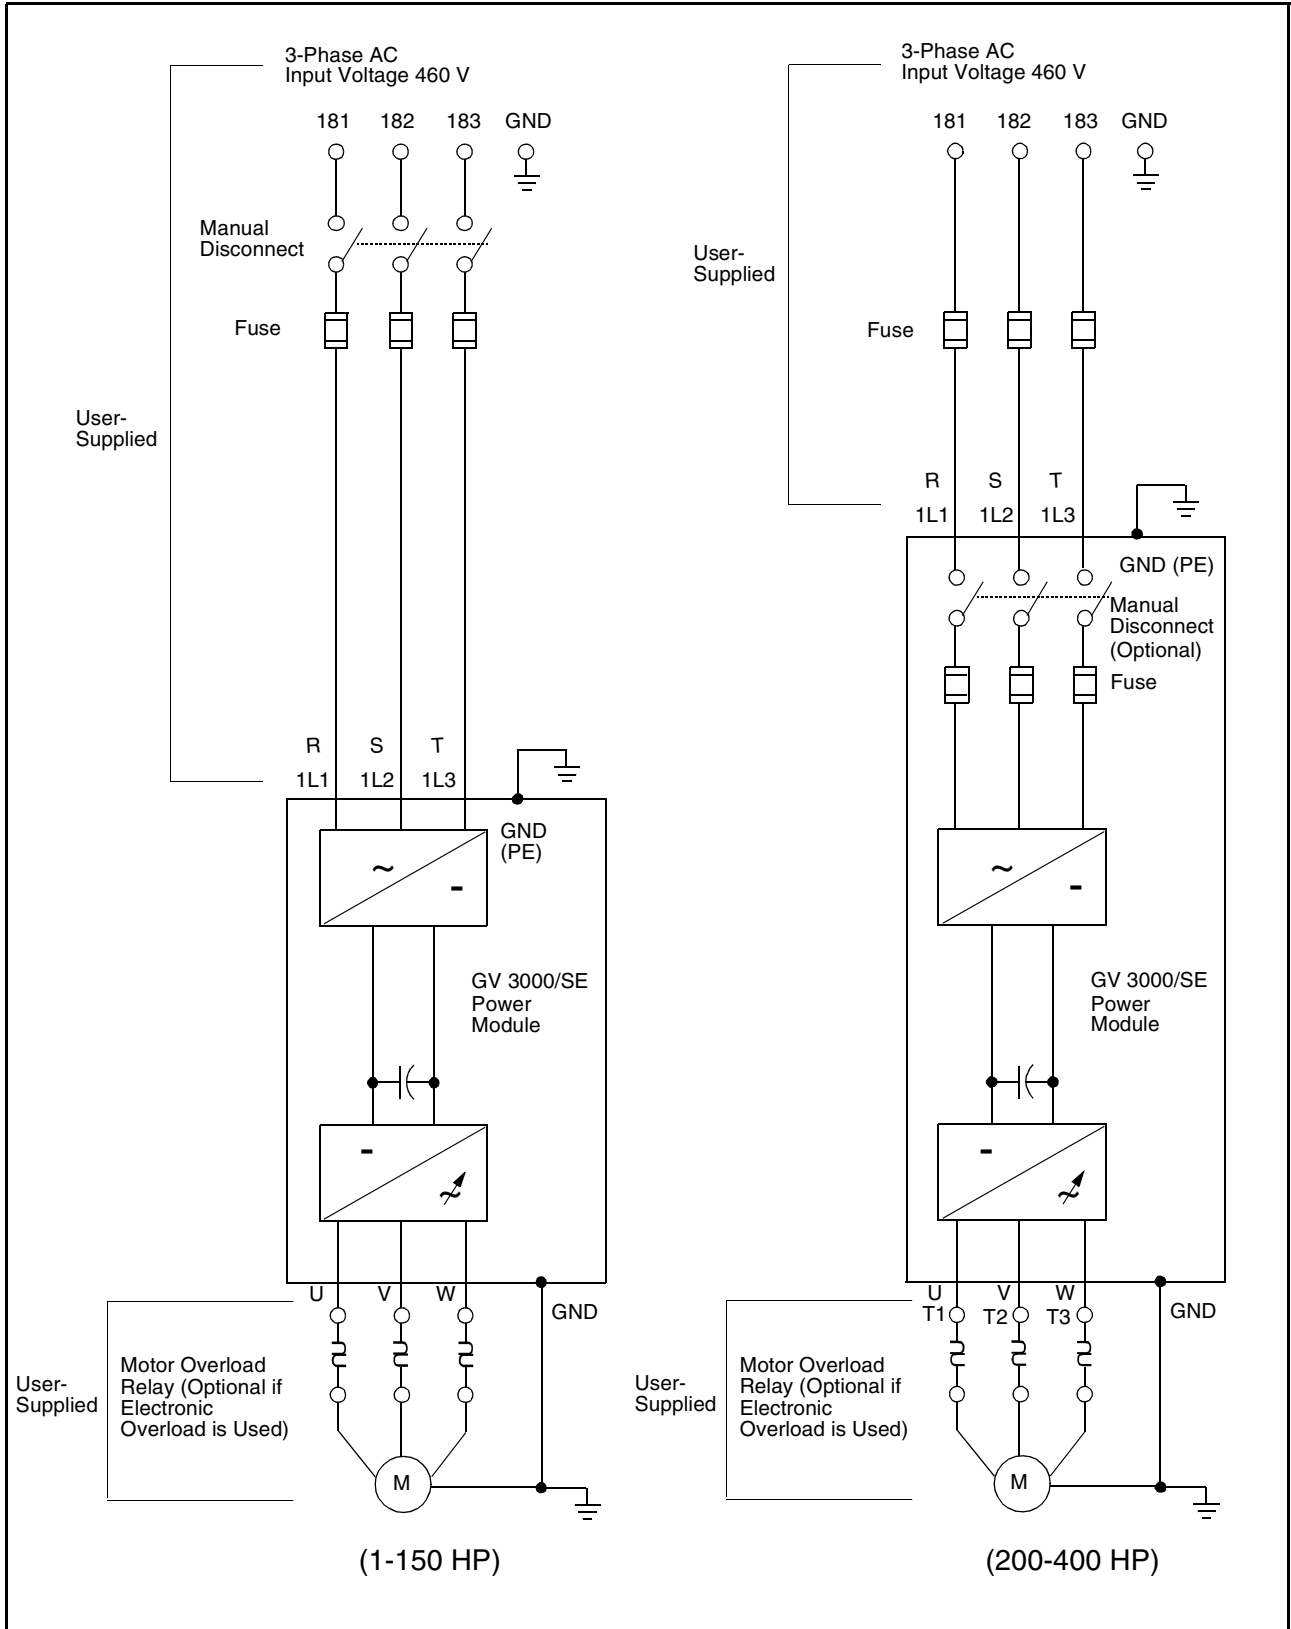 3-Phase AC
Input Voltage 460 V
181 182 183 GND
Manual
Disconnect
Fuse
User-
Supplied
R S T
1L1 1L2 1L3
GND
(PE)
~
-
GV 3000/SE
Power
Module
-
~
U V W
GND
User-
Supplied
Motor Overload
Relay (Optional if
Electronic
Overload is Used)
M
(1-150 HP)
3-Phase AC
Input Voltage 460 V
181 182 183 GND
User-
Supplied
Fuse
R S T
1L1 1L2 1L3
GND (PE)
Manual
Disconnect
(Optional)
Fuse
~
-
GV 3000/SE
Power
Module
-
~
U V W
T1 T2 T3
GND
User-
Supplied
Motor Overload
Relay (Optional if
Electronic
Overload is Used)
M
(200-400 HP)